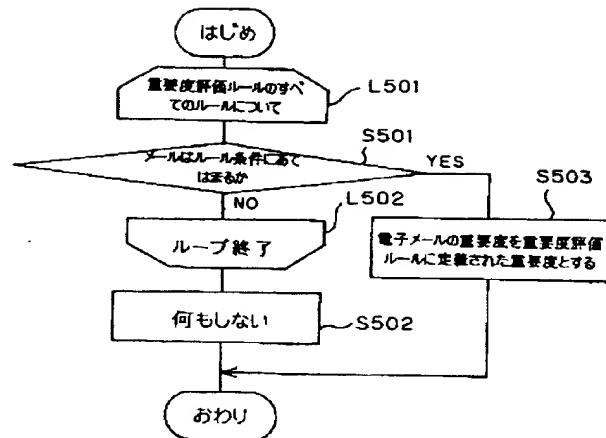 はじめ
重要度評価ルールのすべ
てのルールについて
L501
メールはルール条件にあて
はまるか
S501
YES
NO
L502
ループ終了
S503
電子メールの重要度を重要度評価
ルールに定義された重要度とする
何もしない
S502
おわり